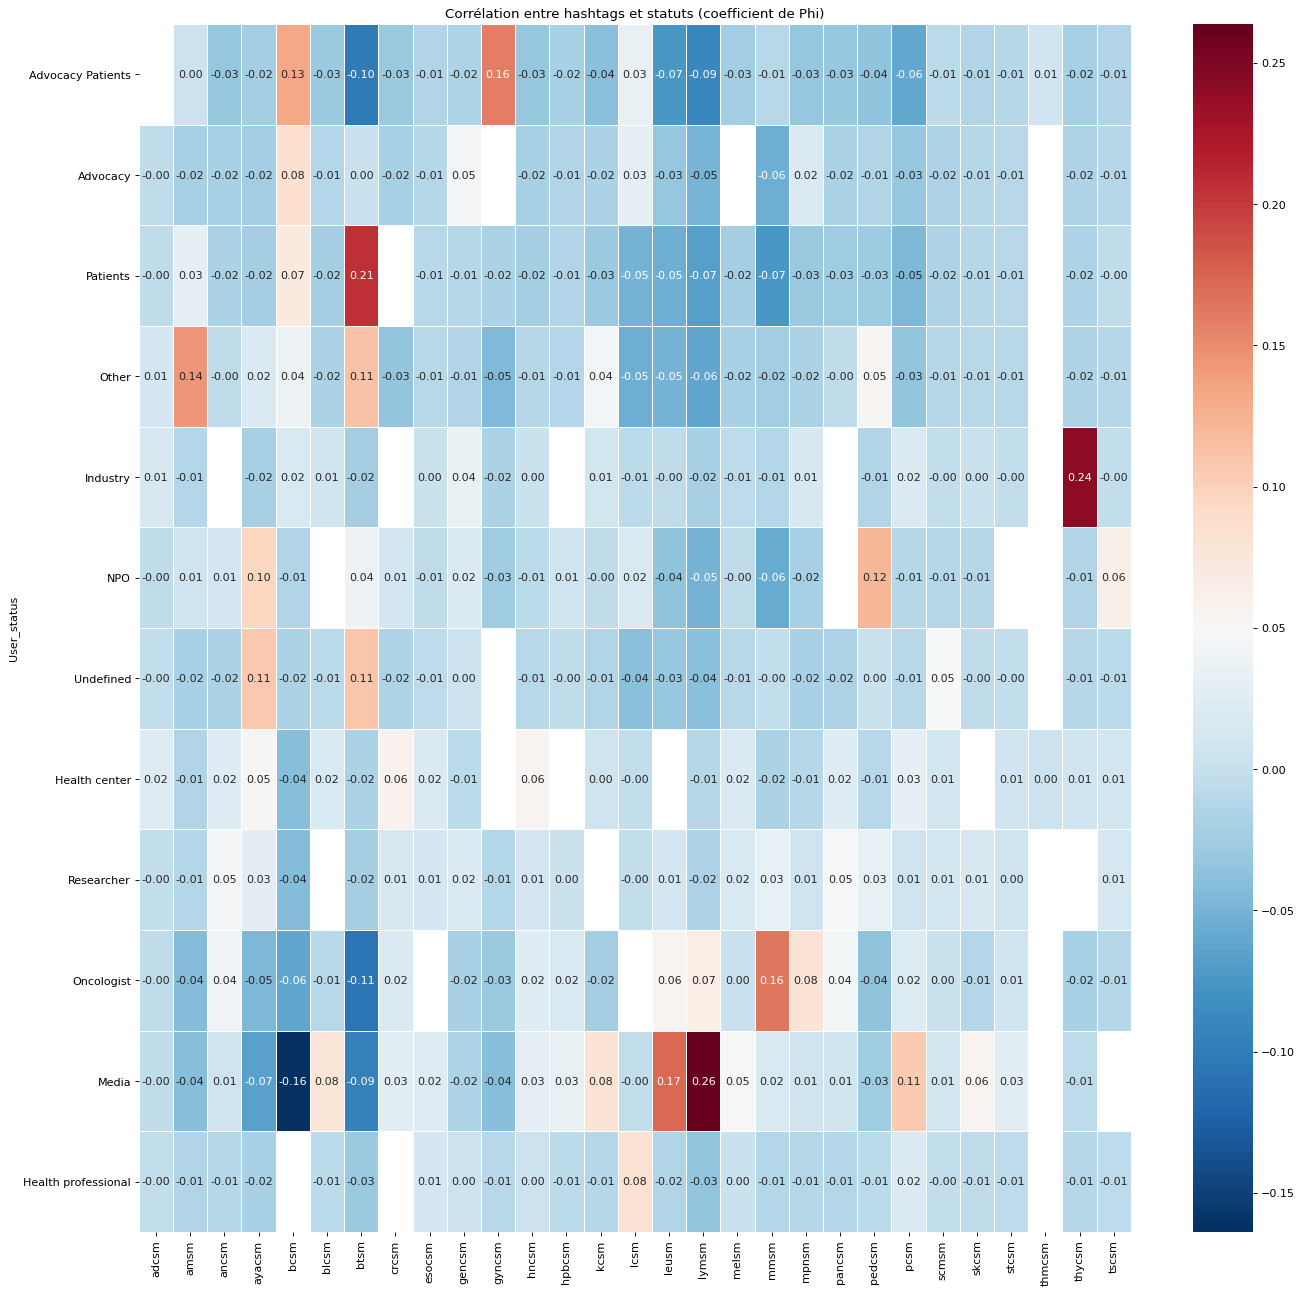 Corrélation entre hashtags et statuts (coefficient de Phi)
User_status
Advocacy Patients 0.00 -0.03 -0.02 0.13 -0.03 -0.10 -0.03 -0.01 -0.02 0.16 -0.03 -0.02 -0.04 0.03 -0.07 -0.09 -0.03 -0.01 -0.03 -0.03 -0.04 -0.06 -0.01 -0.01 -0.01 0.01 -0.02 -0.01
Advocacy -0.00 -0.02 -0.02 -0.02 0.08 -0.01 0.00 -0.02 -0.01 0.05 -0.02 -0.01 -0.02 0.03 -0.03 -0.05 -0.06 0.02 -0.02 -0.01 -0.03 -0.01 -0.01 -0.01 -0.02 -0.01
Patients -0.00 0.03 -0.02 -0.02 0.07 -0.02 0.21 -0.01 -0.01 -0.02 -0.02 -0.01 -0.03 -0.05 -0.05 -0.07 -0.02 -0.07 -0.03 -0.03 -0.03 -0.05 -0.02 -0.01 -0.01 -0.02 -0.00
Other 0.01 0.14 -0.00 0.02 0.04 -0.02 0.11 -0.03 -0.01 -0.01 -0.05 -0.01 -0.01 0.04 -0.05 -0.05 -0.06 -0.02 -0.02 -0.02 -0.00 0.05 -0.03 -0.01 -0.01 -0.01 -0.02 -0.01
Industry 0.01 -0.01 -0.02 0.02 0.01 -0.02 0.00 0.04 -0.02 0.00 0.01 -0.01 -0.00 -0.02 -0.01 -0.01 0.01 -0.01 0.02 -0.00 0.00 -0.00 0.24 -0.00
NPO -0.00 0.01 0.01 0.10 -0.01 0.04 0.01 -0.01 0.02 -0.03 -0.01 0.01 -0.00 0.02 -0.04 -0.05 -0.00 -0.06 -0.02 0.12 -0.01 -0.01 -0.01 -0.01 0.06
Undefined -0.00 -0.02 -0.02 0.11 -0.02 -0.01 0.11 -0.02 -0.01 0.00 -0.01 -0.00 -0.01 -0.04 -0.03 -0.04 -0.01 -0.00 -0.01 -0.02 0.00 -0.01 0.05 -0.00 -0.00 -0.01 -0.01
Health center 0.02 -0.01 0.02 0.05 -0.04 0.02 -0.02 0.06 0.02 -0.01 0.06 0.00 -0.00 -0.01 0.02 -0.02 -0.01 0.02 -0.01 0.03 0.01 0.01 0.00 0.01 0.01
Researcher -0.00 -0.01 0.05 0.03 -0.04 -0.02 0.01 0.01 0.02 -0.01 0.01 0.00 -0.00 0.01 -0.02 0.02 0.03 0.01 0.05 0.03 0.01 0.01 0.01 0.00 0.01
Oncologist -0.00 -0.04 0.04 -0.05 -0.06 -0.01 -0.11 0.02 -0.02 -0.03 0.02 0.02 -0.02 0.06 0.07 0.00 0.16 0.08 0.04 -0.04 0.02 0.00 -0.01 0.01 -0.02 -0.01
Media -0.00 -0.04 0.01 -0.07 -0.16 0.08 -0.09 0.03 0.02 -0.02 -0.04 0.03 0.03 0.08 -0.00 0.17 0.26 0.05 0.02 0.01 0.01 -0.03 0.11 0.01 0.06 0.03 -0.01
Health professional -0.00 -0.01 -0.01 -0.02 -0.01 -0.03 0.01 0.00 -0.01 0.00 -0.01 -0.01 0.08 -0.02 -0.03 0.00 -0.01 -0.01 -0.01 -0.01 0.02 -0.00 -0.01 -0.01 -0.01 -0.01
adcsm amsm ancsm ayacsm bcsm blcsm btsm crcsm esocsm gencsm gyncsm hncsm hpbcsm kcsm lcsm leusm lymsm melsm mmsm mpnsm pancsm pedcsm pcsm scmsm skcsm stcsm thmcsm thycsm tscsm
0.25
0.20
0.15
0.10
0.05
0.00
−0.05
−0.10
−0.15